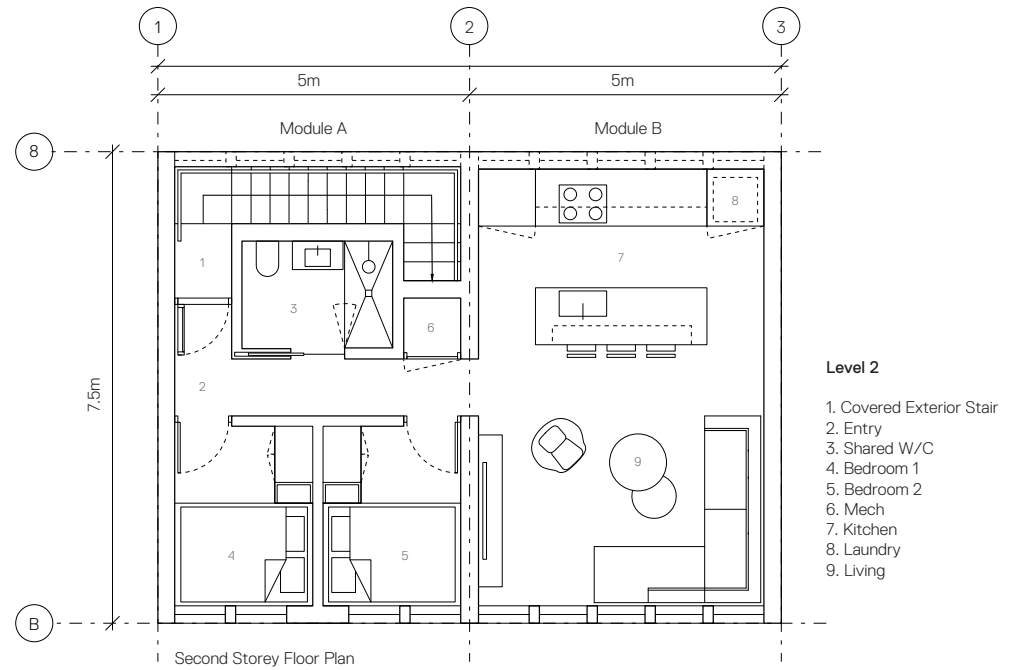 1
2
3
5m
5m
Module A
Module B
8
8
7
1
3
6
7.5m
2
Level 2
1. Covered Exterior Stair
2. Entry
3. Shared W/C
4. Bedroom 1
5. Bedroom 2
6. Mech
7. Kitchen
8. Laundry
9. Living
9
4
5
B
Second Storey Floor Plan